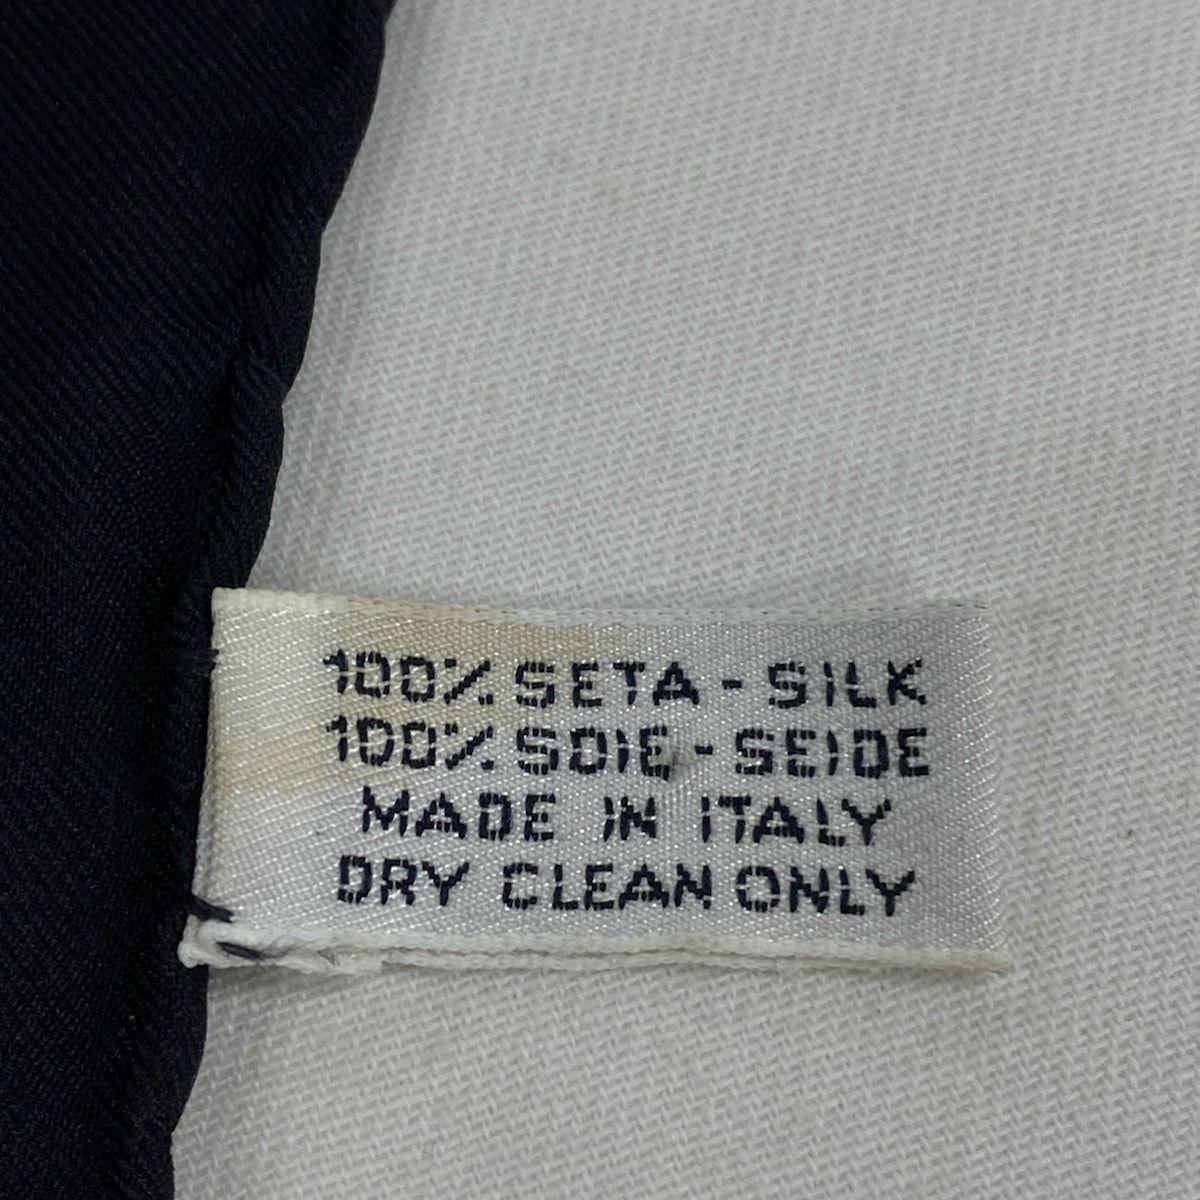 100% SETA - SILK
100% SOIE - SEIDE
MADE IN ITALY
DRY CLEAN ONLY